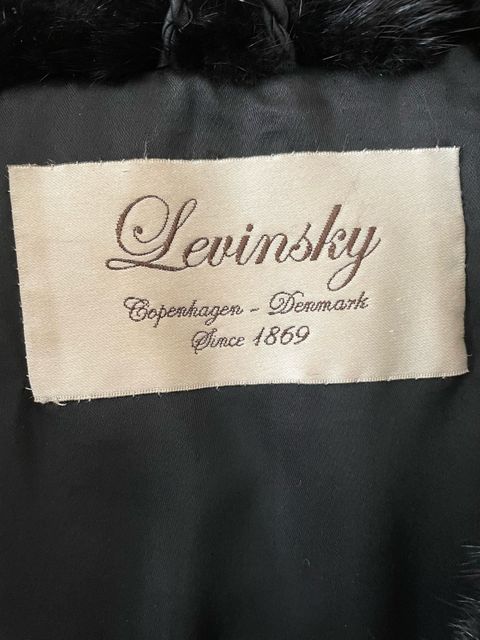 Levinsky
Copenhagen - Denmark
Since 1869